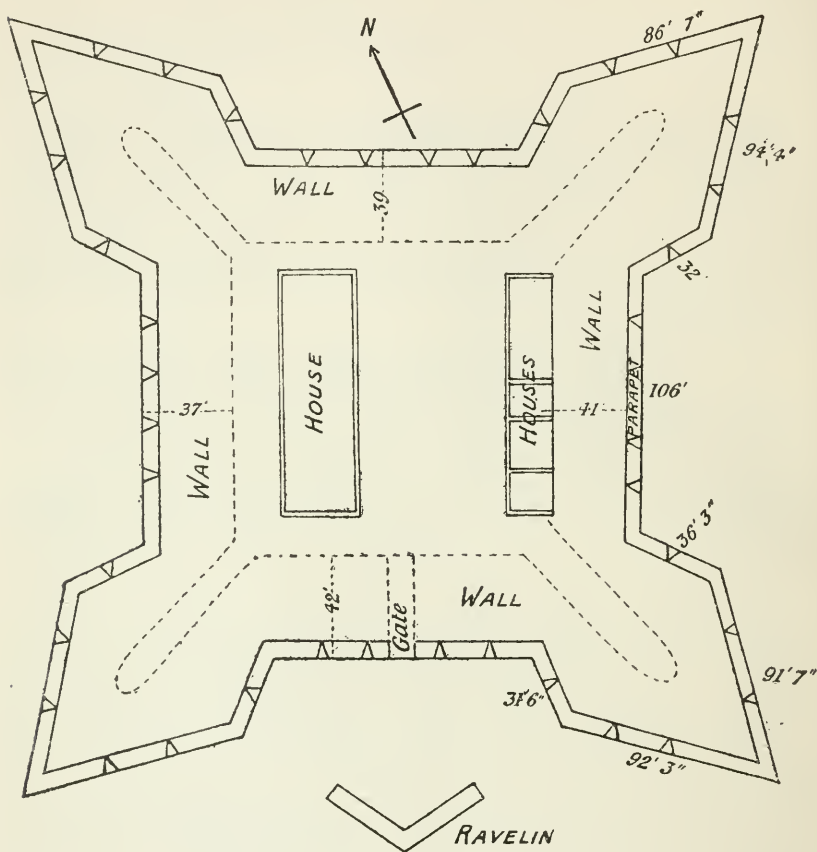 N
86' 7"
94' 4"
WALL
39
32
HOUSE
HOUSES
WALL
PARAPET
106'
37'
41'
WALL
36' 3"
42'
Gate
WALL
31' 6"
91' 7"
92' 3"
RAVELIN